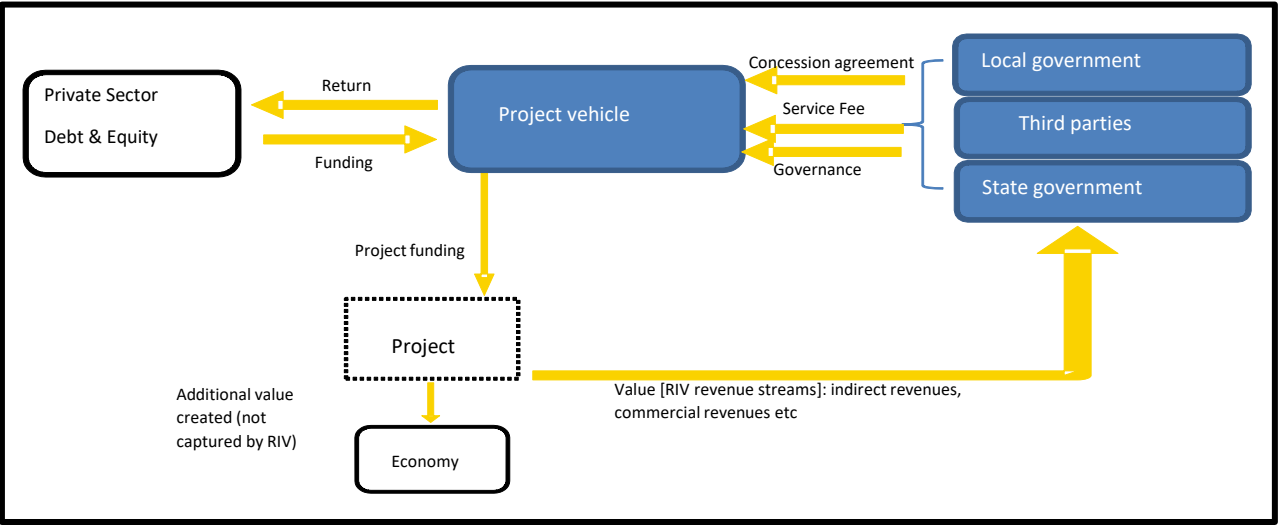 Private Sector
Debt & Equity
Return
Funding
Project vehicle
Concession agreement
Service Fee
Governance
Local government
Third parties
State government
Project funding
Project
Additional value
created (not
captured by RIV)
Value [RIV revenue streams]: indirect revenues,
commercial revenues etc
Economy